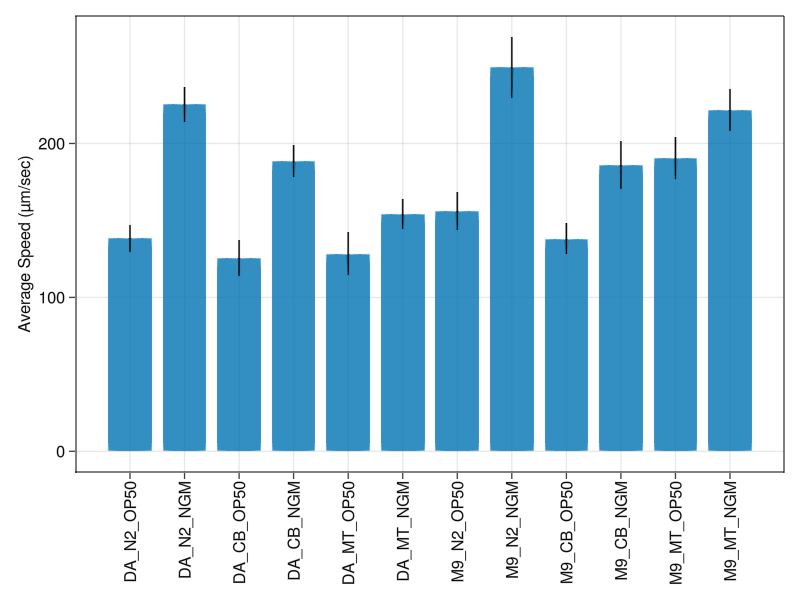 Average Speed (µm/sec)
200
100
0
DA_N2_OP50
DA_N2_NGM
DA_CB_OP50
DA_CB_NGM
DA_MT_OP50
DA_MT_NGM
M9_N2_OP50
M9_N2_NGM
M9_CB_OP50
M9_CB_NGM
M9_MT_OP50
M9_MT_NGM